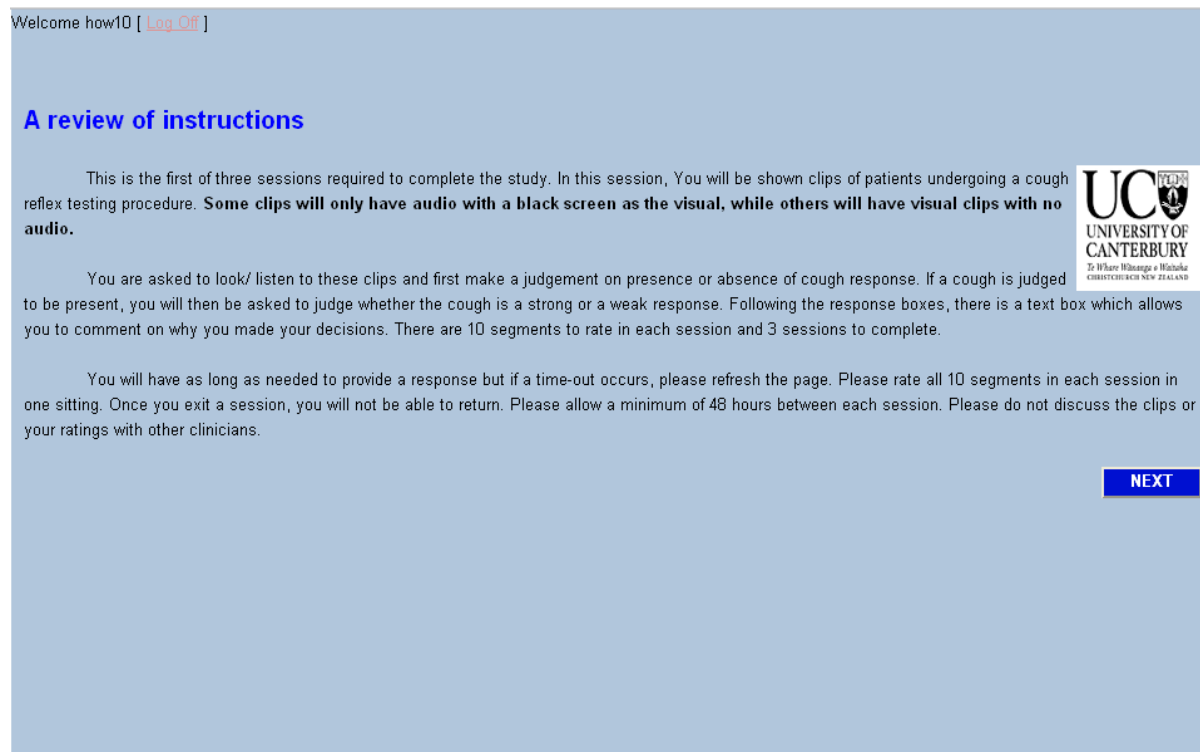 Welcome how10 [ Log Off ]
A review of instructions
This is the first of three sessions required to complete the study. In this session, You will be shown clips of patients undergoing a cough
reflex testing procedure. Some clips will only have audio with a black screen as the visual, while others will have visual clips with no
audio.
UC
UNIVERSITY OF
CANTERBURY
Te Whare Wānanga o Waitaha
CHRISTCHURCH NEW ZEALAND
You are asked to look/ listen to these clips and first make a judgement on presence or absence of cough response. If a cough is judged
to be present, you will then be asked to judge whether the cough is a strong or a weak response. Following the response boxes, there is a text box which allows
you to comment on why you made your decisions. There are 10 segments to rate in each session and 3 sessions to complete.
You will have as long as needed to provide a response but if a time-out occurs, please refresh the page. Please rate all 10 segments in each session in
one sitting. Once you exit a session, you will not be able to return. Please allow a minimum of 48 hours between each session. Please do not discuss the clips or
your ratings with other clinicians.
NEXT